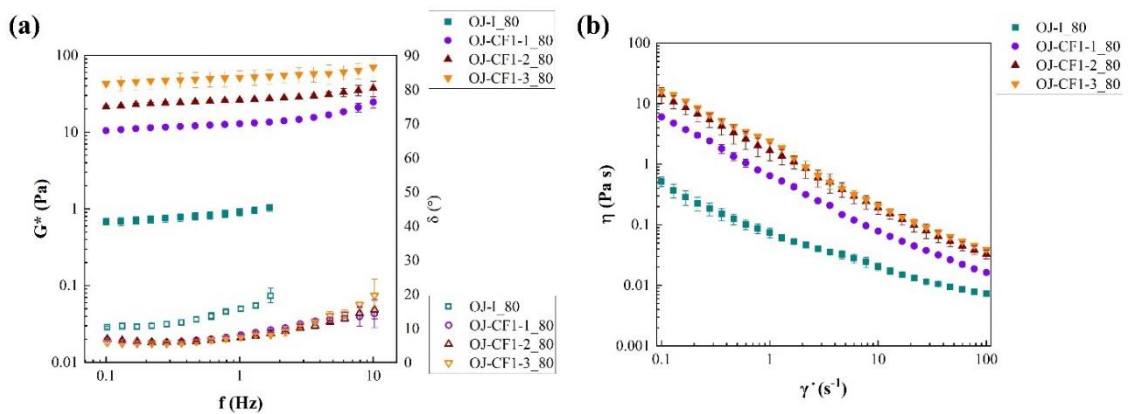 (a)
OJ-I_80
OJ-CF1-1_80
OJ-CF1-2_80
OJ-CF1-3_80
100
10
1
0.1
0.01
G* (Pa)
90
80
70
60
50
40
30
20
10
0
δ (°)
OJ-I_80
OJ-CF1-1_80
OJ-CF1-2_80
OJ-CF1-3_80
0.1
1
10
f (Hz)
(b)
OJ-I_80
OJ-CF1-1_80
OJ-CF1-2_80
OJ-CF1-3_80
100
10
1
0.1
0.01
0.001
η (Pa s)
0.1
1
10
100
γ˙(s-1)